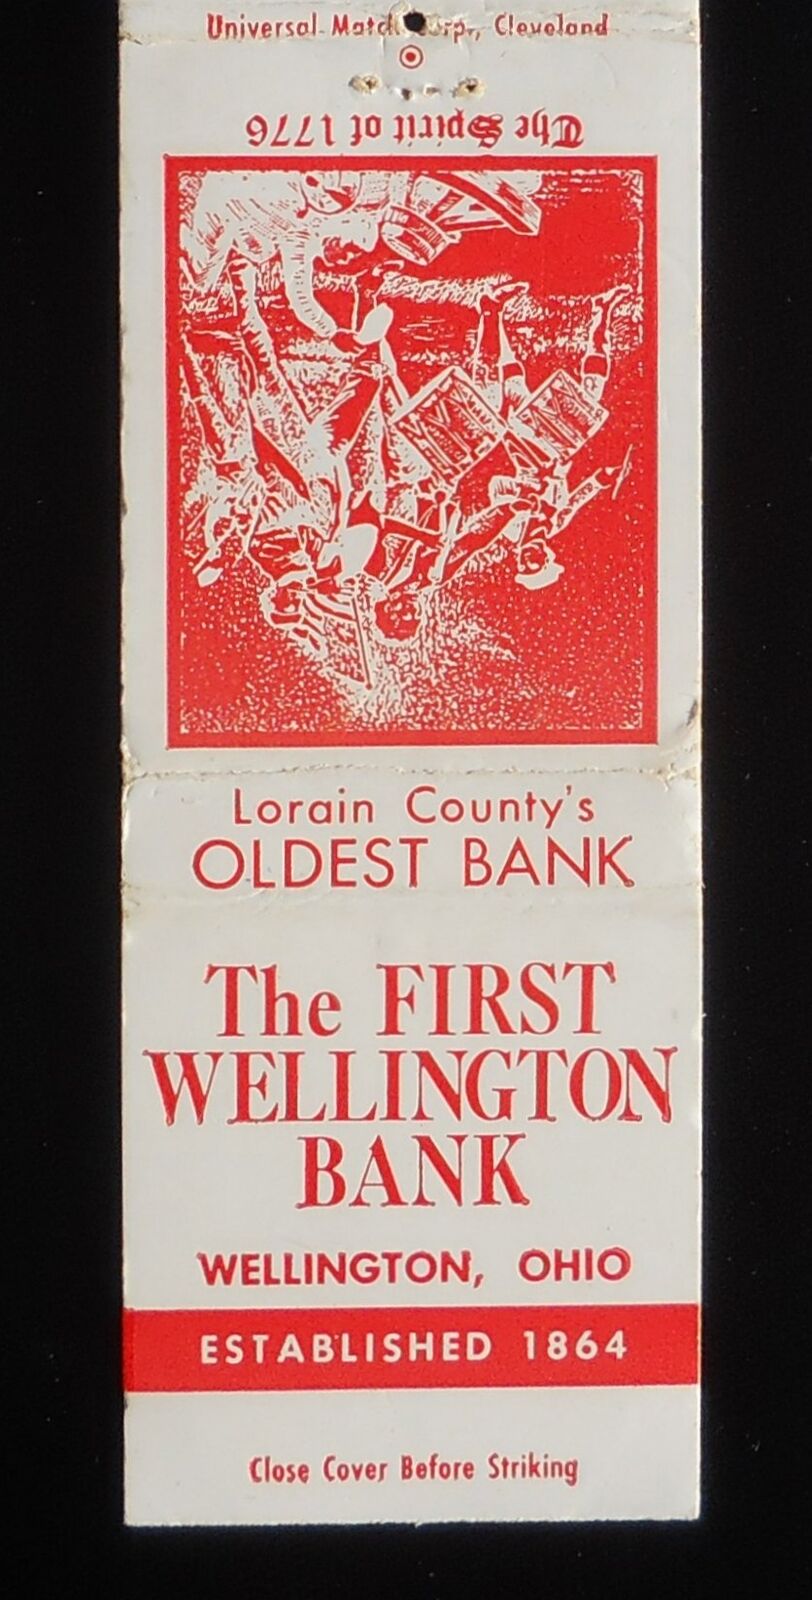 Universal Match Corp., Cleveland
The Spirit of 1776
Lorain County's
OLDEST BANK
The FIRST
WELLINGTON
BANK
WELLINGTON, OHIO
ESTABLISHED 1864
Close Cover Before Striking